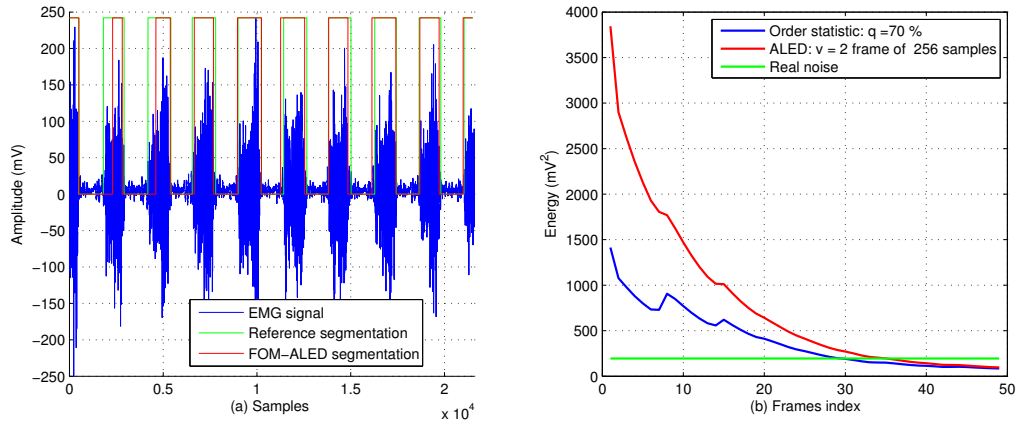 250
200
150
100
50
0
−50
−100
−150
−200
−250
Amplitude (mV)
EMG signal
Reference segmentation
FOM−ALED segmentation
0
0.5
1
1.5
2
x 10^4
(a) Samples
4000
3500
3000
2500
2000
1500
1000
500
0
Energy (mV²)
Order statistic: q =70 %
ALED: v = 2 frame of 256 samples
Real noise
0
10
20
30
40
50
(b) Frames index